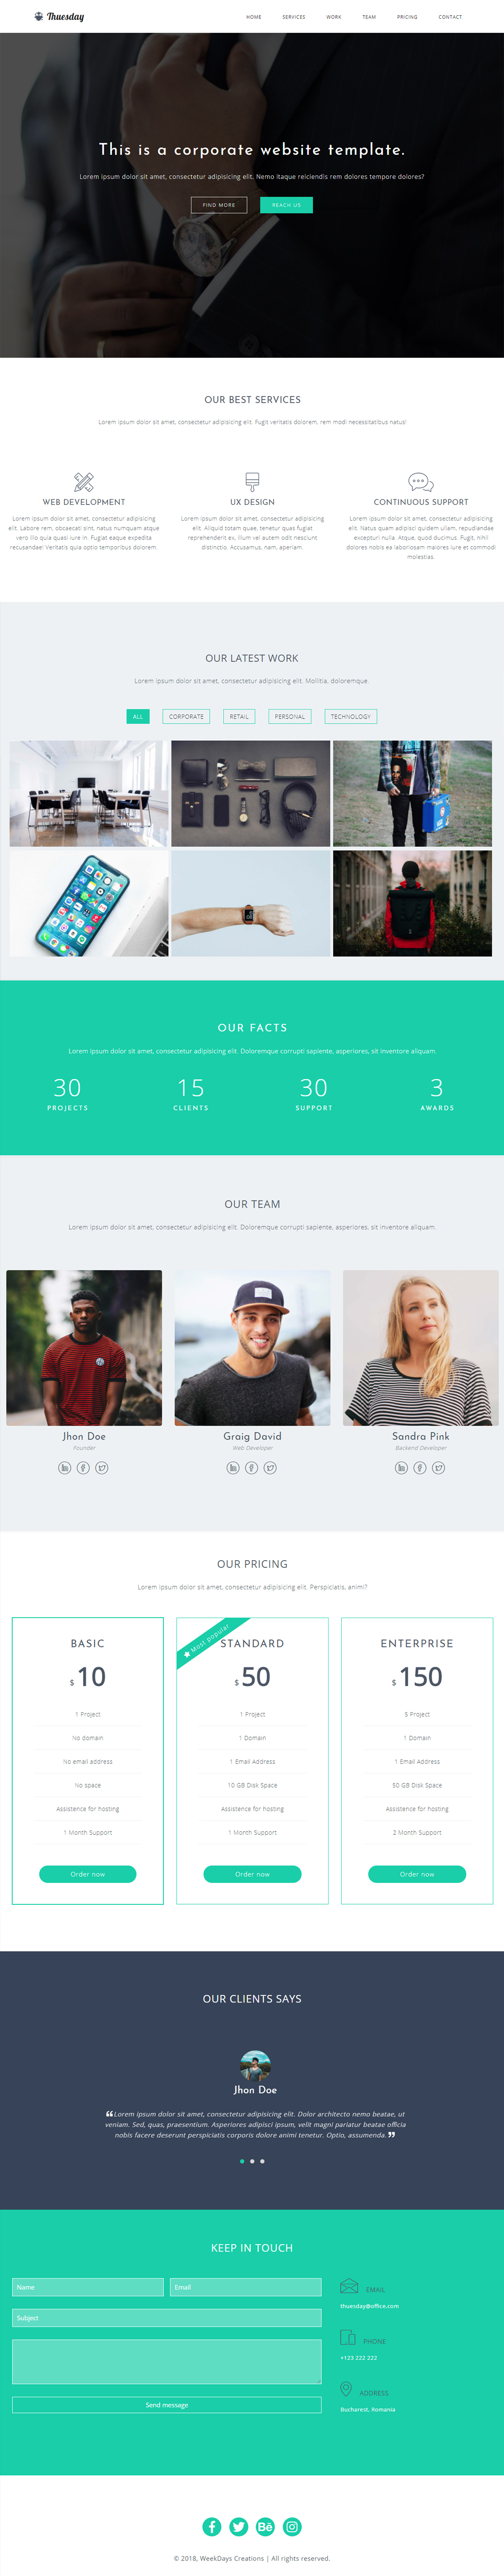 Thuesday
HOME SERVICES WORK TEAM PRICING CONTACT
This is a corporate website template.
Lorem ipsum dolor sit amet, consectetur adipisicing elit. Nemo itaque reiciendis rem dolores tempore dolores?
FIND MORE REACH US
OUR BEST SERVICES
Lorem ipsum dolor sit amet, consectetur adipisicing elit. Fugit veritatis dolorem, rem modi necessitatibus natus!
WEB DEVELOPMENT
Lorem ipsum dolor sit amet, consectetur adipisicing
elit. Labore rem, obcaecati sint, natus numquam atque
vero illo quia quasi iure in. Fugiat eaque expedita
recusandae! Veritatis quia optio temporibus dolorem.
UX DESIGN
Lorem ipsum dolor sit amet, consectetur adipisicing
elit. Aliquid totam quae, tenetur quas fugiat
reprehenderit ex, illum vel autem odit nesciunt
distinctio. Accusamus, nam, aperiam.
CONTINUOUS SUPPORT
Lorem ipsum dolor sit amet, consectetur adipisicing
elit. Natus quam adipisci quidem ullam, repudiandae
excepturi nulla. Atque, quod ducimus. Fugit, nihil
dolores nobis ea laboriosam maiores iure et commodi
molestias.
OUR LATEST WORK
Lorem ipsum dolor sit amet, consectetur adipisicing elit. Mollitia, doloremque.
ALL CORPORATE RETAIL PERSONAL TECHNOLOGY
OUR FACTS
Lorem ipsum dolor sit amet, consectetur adipisicing elit. Doloremque corrupti sapiente, asperiores, sit inventore aliquam.
30 15 30 3
PROJECTS CLIENTS SUPPORT AWARDS
OUR TEAM
Lorem ipsum dolor sit amet, consectetur adipisicing elit. Doloremque corrupti sapiente, asperiores, sit inventore aliquam.
Jhon Doe
Founder
Graig David
Web Developer
Sandra Pink
Backend Developer
OUR PRICING
Lorem ipsum dolor sit amet, consectetur adipisicing elit. Perspiciatis, animi?
BASIC
$10
1 Project
No domain
No email address
No space
Assistence for hosting
1 Month Support
Order now
Most popular
STANDARD
$50
1 Project
1 Domain
1 Email Address
10 GB Disk Space
Assistence for hosting
1 Month Support
Order now
ENTERPRISE
$150
5 Project
1 Domain
1 Email Address
50 GB Disk Space
Assistence for hosting
2 Month Support
Order now
OUR CLIENTS SAYS
Jhon Doe
❝Lorem ipsum dolor sit amet, consectetur adipisicing elit. Dolor architecto nemo beatae, ut
veniam. Sed, quas, praesentium. Asperiores adipisci ipsum, velit magni pariatur beatae officia
nobis facere deserunt perspiciatis corporis dolore animi tenetur. Optio, assumenda.❞
KEEP IN TOUCH
Name
Email
Subject
Send message
EMAIL
thuesday@office.com
PHONE
+123 222 222
ADDRESS
Bucharest, Romania
© 2018, WeekDays Creations | All rights reserved.